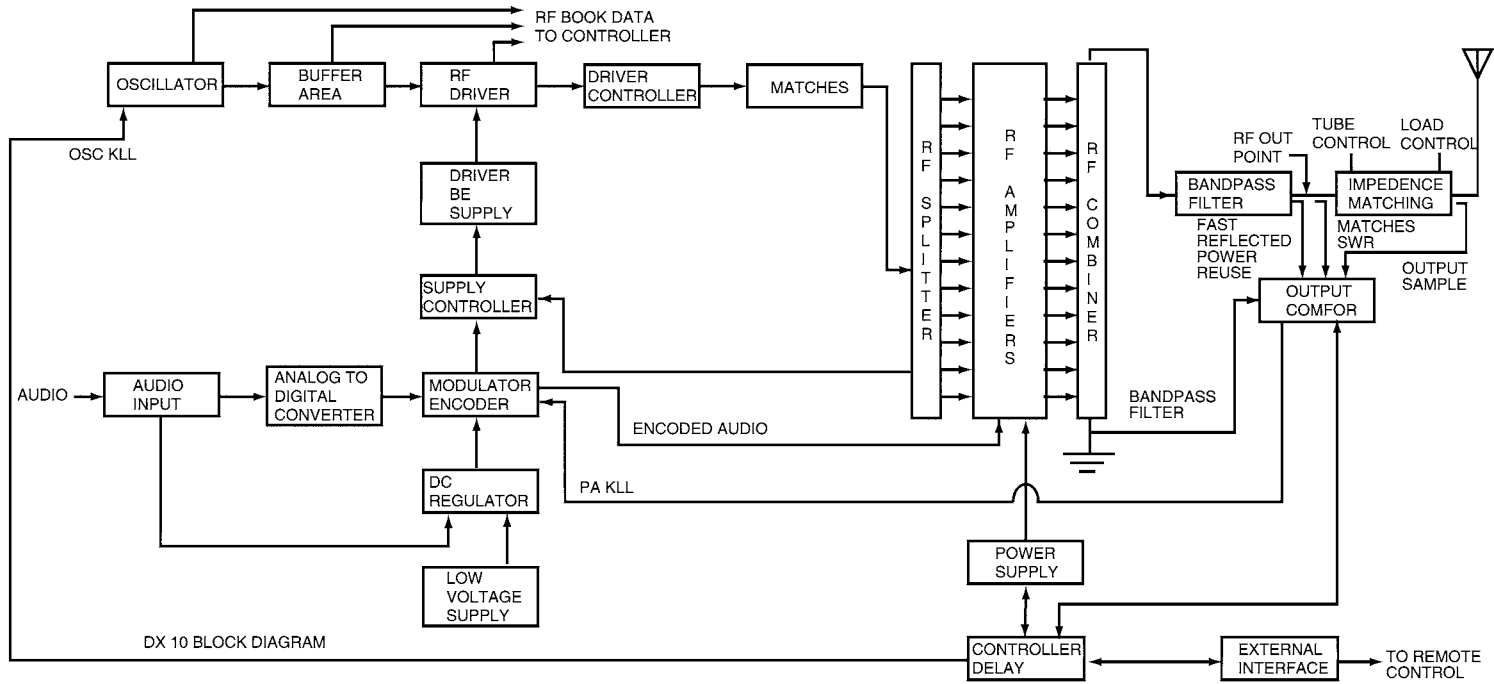 RF BOOK DATA
TO CONTROLLER
OSCILLATOR
BUFFER
AREA
RF
DRIVER
DRIVER
CONTROLLER
MATCHES
OSC KLL
DRIVER
BE
SUPPLY
SUPPLY
CONTROLLER
RF SPLITTER
RF AMPLIFIERS
RF COMBINER
RF OUT
POINT
TUBE
CONTROL
LOAD
CONTROL
BANDPASS
FILTER
IMPEDENCE
MATCHING
FAST
REFLECTED
POWER
REUSE
MATCHES
SWR
OUTPUT
SAMPLE
OUTPUT
COMFOR
AUDIO
AUDIO
INPUT
ANALOG TO
DIGITAL
CONVERTER
MODULATOR
ENCODER
ENCODED AUDIO
BANDPASS
FILTER
DC
REGULATOR
PA KLL
LOW
VOLTAGE
SUPPLY
POWER
SUPPLY
DX 10 BLOCK DIAGRAM
CONTROLLER
DELAY
EXTERNAL
INTERFACE
TO REMOTE
CONTROL